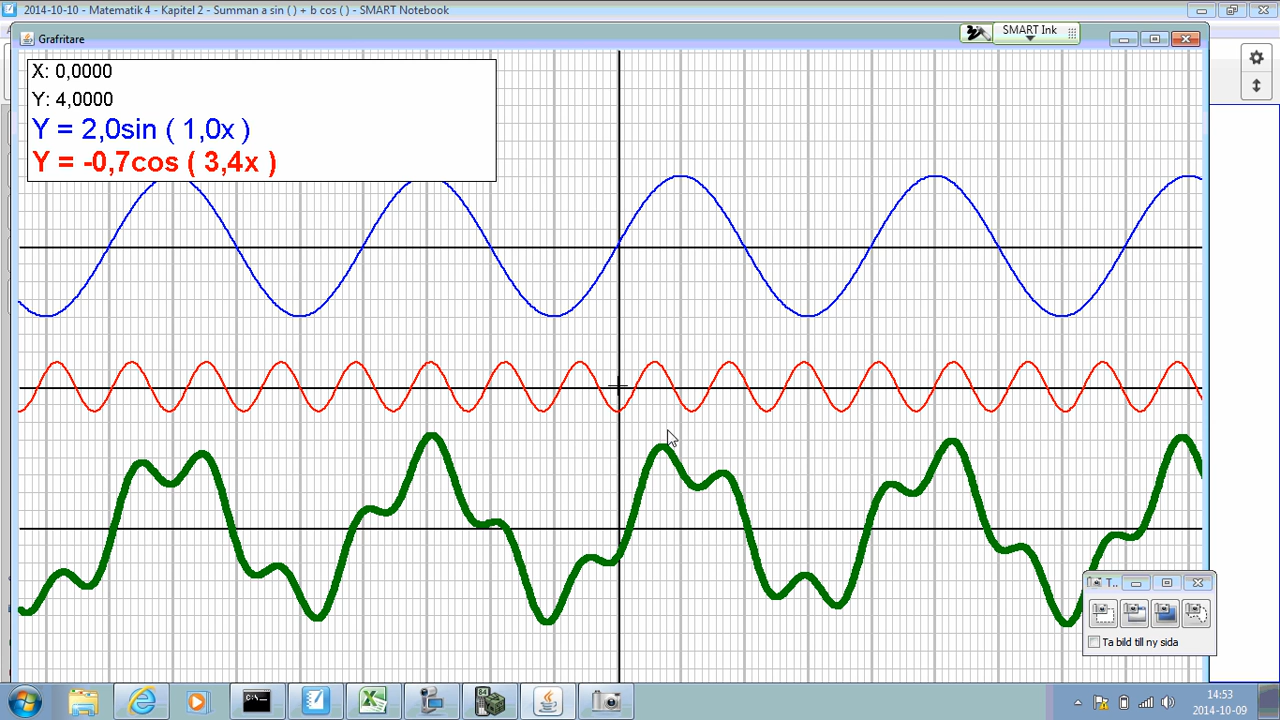 2014-10-10 - Matematik 4 - Kapitel 2 - Summan a sin ( ) + b cos ( ) - SMART Notebook
Grafritare
SMART Ink
X: 0,0000
Y: 4,0000
Y = 2,0sin ( 1,0x )
Y = -0,7cos ( 3,4x )
T..
Ta bild till ny sida
14:53
2014-10-09